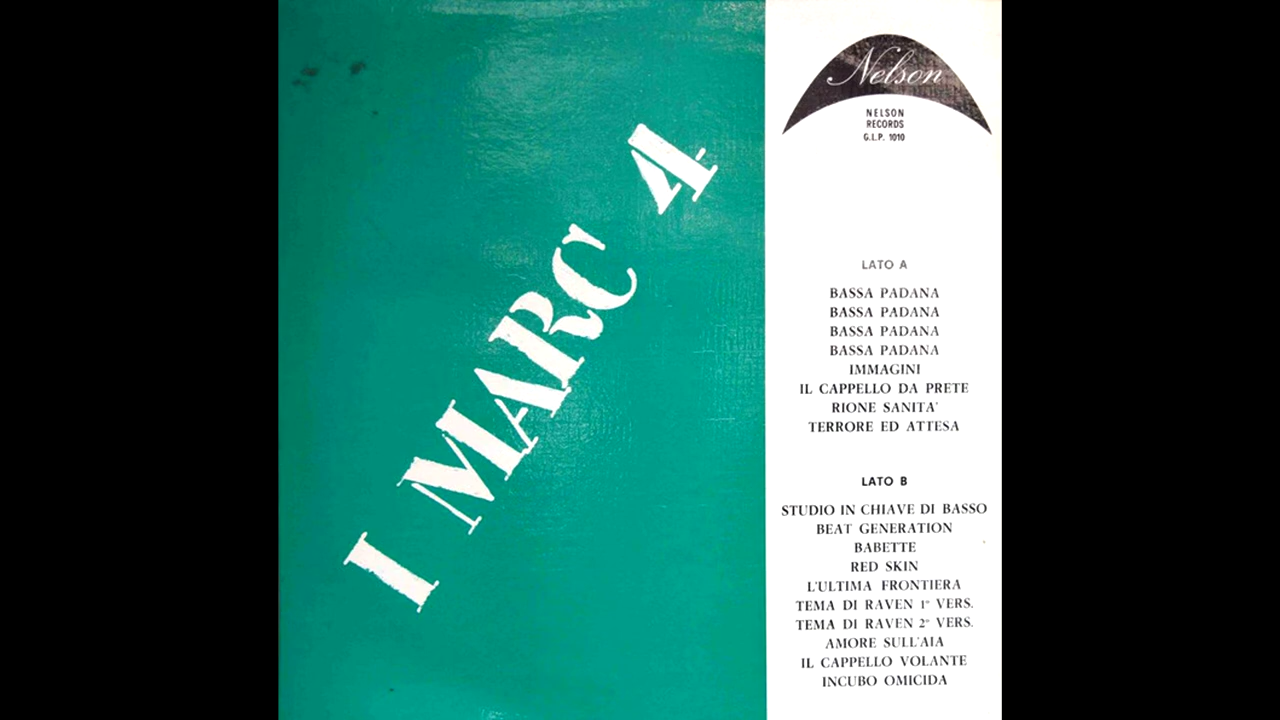 I MARC 4
Nelson
NELSON
RECORDS
G.L.P. 1010
LATO A
BASSA PADANA
BASSA PADANA
BASSA PADANA
BASSA PADANA
IMMAGINI
IL CAPPELLO DA PRETE
RIONE SANITA'
TERRORE ED ATTESA
LATO B
STUDIO IN CHIAVE DI BASSO
BEAT GENERATION
BABETTE
RED SKIN
L'ULTIMA FRONTIERA
TEMA DI RAVEN 1° VERS.
TEMA DI RAVEN 2° VERS.
AMORE SULL'AIA
IL CAPPELLO VOLANTE
INCUBO OMICIDA